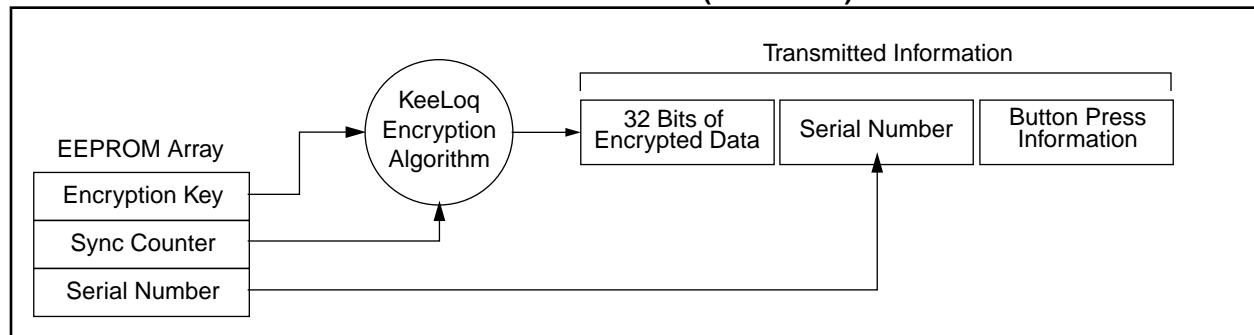 Transmitted Information
KeeLoq
Encryption
Algorithm
32 Bits of
Encrypted Data
Serial Number
Button Press
Information
EEPROM Array
Encryption Key
Sync Counter
Serial Number